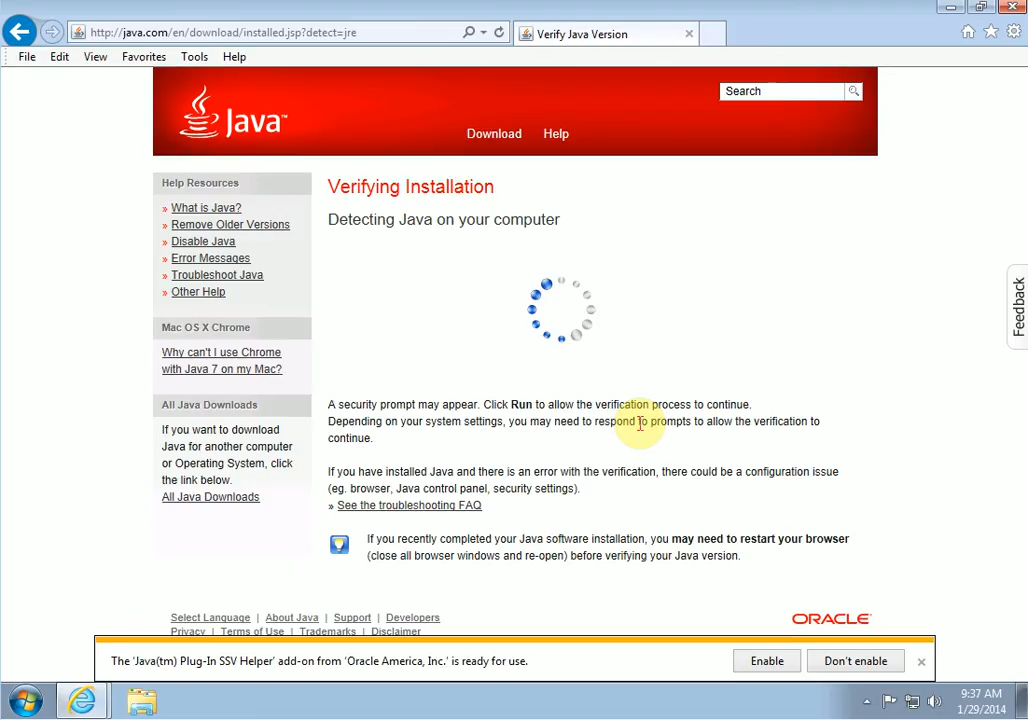 http://java.com/en/download/installed.jsp?detect=jre
Verify Java Version
File Edit View Favorites Tools Help
Java™
Search
Download Help
Help Resources
» What is Java?
» Remove Older Versions
» Disable Java
» Error Messages
» Troubleshoot Java
» Other Help
Mac OS X Chrome
Why can't I use Chrome
with Java 7 on my Mac?
All Java Downloads
If you want to download
Java for another computer
or Operating System, click
the link below.
All Java Downloads
Verifying Installation
Detecting Java on your computer
A security prompt may appear. Click Run to allow the verification process to continue.
Depending on your system settings, you may need to respond to prompts to allow the verification to
continue.
If you have installed Java and there is an error with the verification, there could be a configuration issue
(eg. browser, Java control panel, security settings).
» See the troubleshooting FAQ
If you recently completed your Java software installation, you may need to restart your browser
(close all browser windows and re-open) before verifying your Java version.
Feedback
Select Language | About Java | Support | Developers
Privacy | Terms of Use | Trademarks | Disclaimer
ORACLE
The 'Java(tm) Plug-In SSV Helper' add-on from 'Oracle America, Inc.' is ready for use.
Enable
Don't enable
9:37 AM
1/29/2014